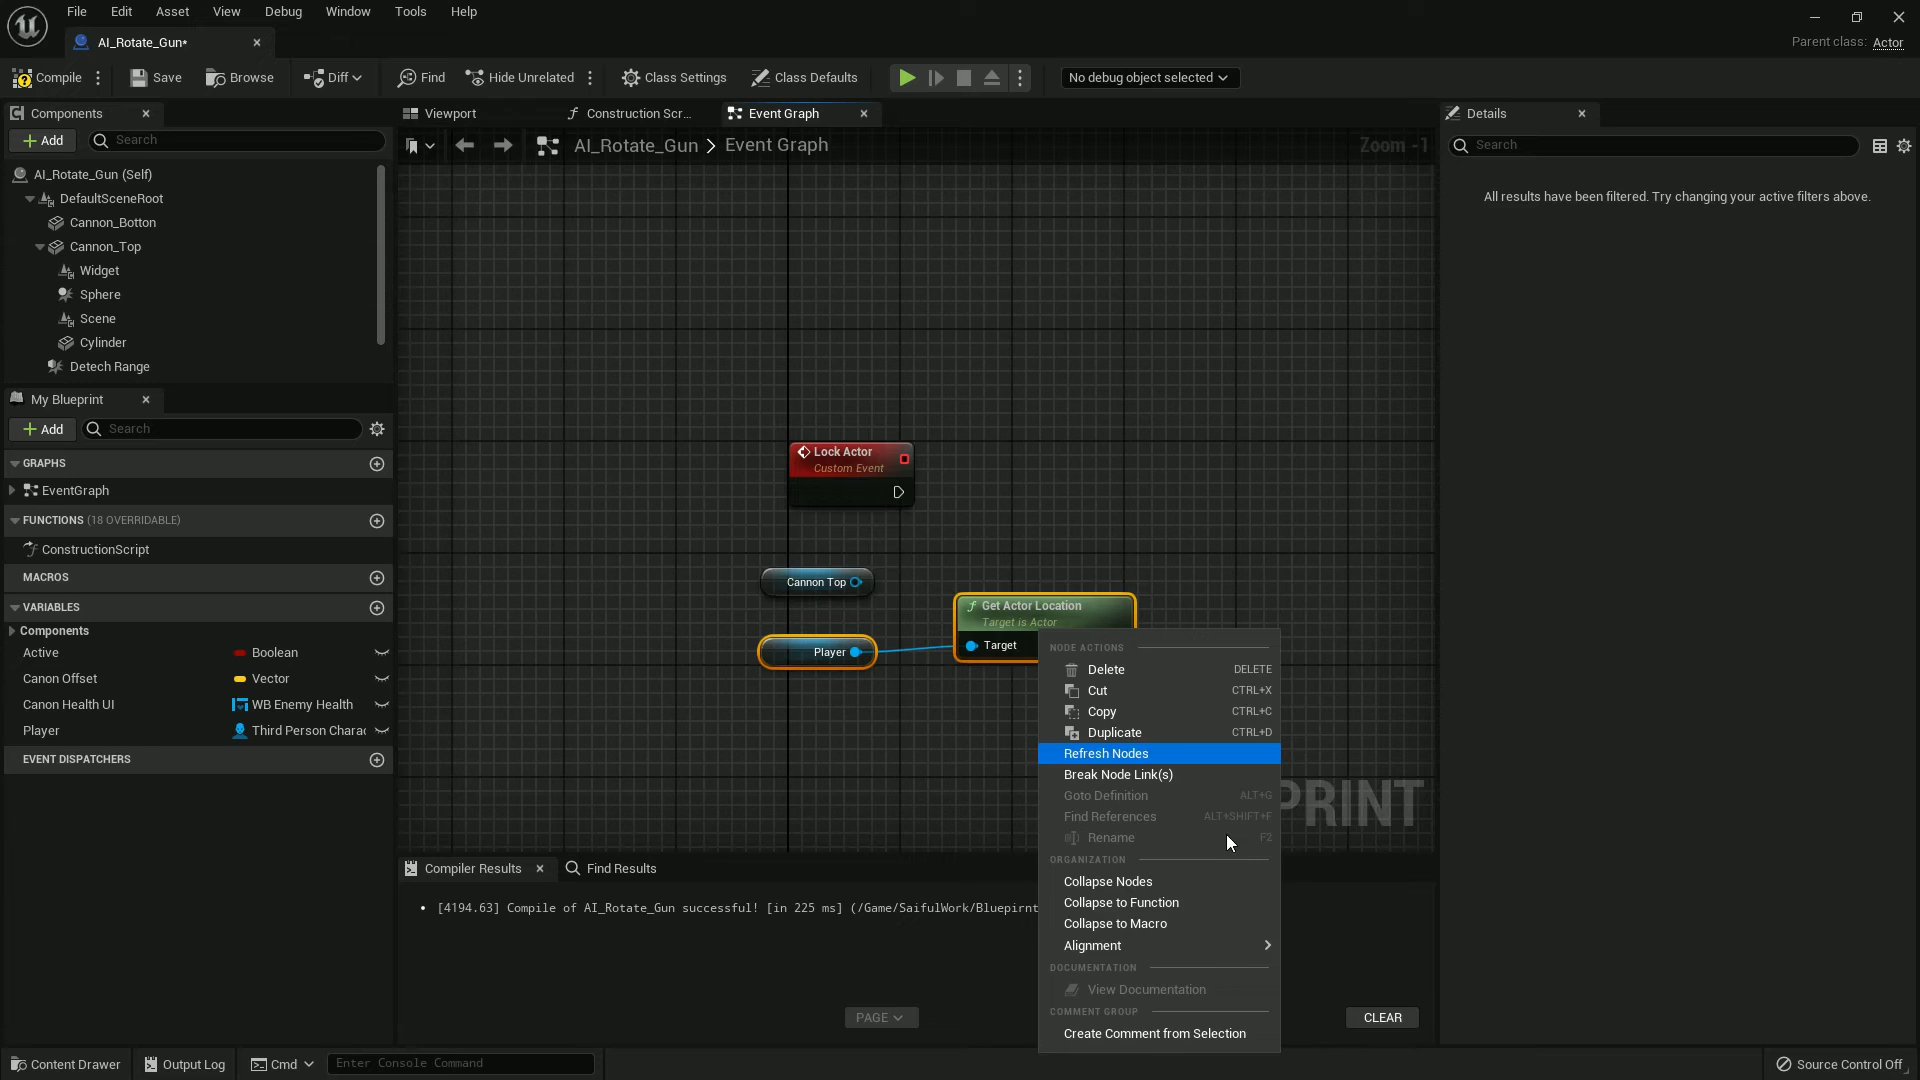 File Edit Asset View Debug Window Tools Help
AI_Rotate_Gun*
Parent class: Actor
Compile Save Browse Diff Find Hide Unrelated Class Settings Class Defaults No debug object selected
Components
Viewport Construction Scr... Event Graph
Details
Add Search
AI_Rotate_Gun > Event Graph
Zoom -1
Search
All results have been filtered. Try changing your active filters above.
AI_Rotate_Gun (Self)
DefaultSceneRoot
Cannon_Botton
Cannon_Top
Widget
Sphere
Scene
Cylinder
Detech Range
My Blueprint
Add Search
GRAPHS
EventGraph
FUNCTIONS (18 OVERRIDABLE)
ConstructionScript
MACROS
VARIABLES
Components
Active Boolean
Canon Offset Vector
Canon Health UI WB Enemy Health
Player Third Person Charac
EVENT DISPATCHERS
Lock Actor
Custom Event
Cannon Top
Player
Get Actor Location
Target is Actor
Target
NODE ACTIONS
Delete DELETE
Cut CTRL+X
Copy CTRL+C
Duplicate CTRL+D
Refresh Nodes
Break Node Link(s)
Goto Definition ALT+G
Find References ALT+SHIFT+F
Rename F2
ORGANIZATION
Collapse Nodes
Collapse to Function
Collapse to Macro
Alignment
DOCUMENTATION
View Documentation
COMMENT GROUP
Create Comment from Selection
PRINT
Compiler Results Find Results
[4194.63] Compile of AI_Rotate_Gun successful! [in 225 ms] (/Game/SaifulWork/Bluepirnt
PAGE
CLEAR
Content Drawer Output Log Cmd Enter Console Command
Source Control Off